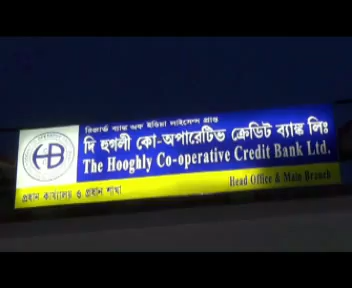 রিজার্ভ ব্যাঙ্ক অফ ইন্ডিয়া লাইসেন্স প্রাপ্ত
দি হুগলী কো-অপারেটিভ ক্রেডিট ব্যাঙ্ক লিঃ
The Hooghly Co-operative Credit Bank Ltd.
Head Office & Main Branch
প্রধান কার্যালয় ও প্রধান শাখা
HB